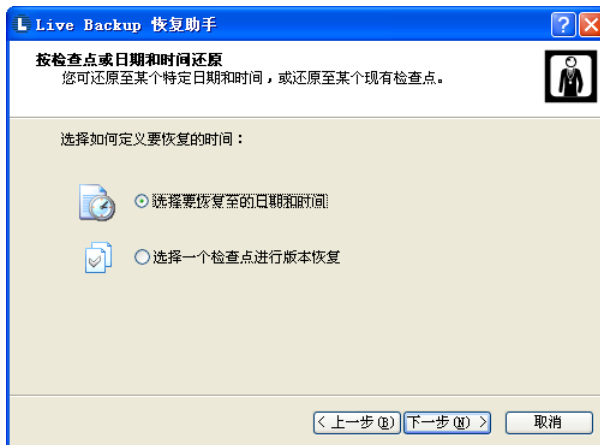 Live Backup 恢复助手
按检查点或日期和时间还原
您可还原至某个特定日期和时间，或还原至某个现有检查点。
选择如何定义要恢复的时间：
选择要恢复至的日期和时间
选择一个检查点进行版本恢复
< 上一步(B) 下一步(N) > 取消